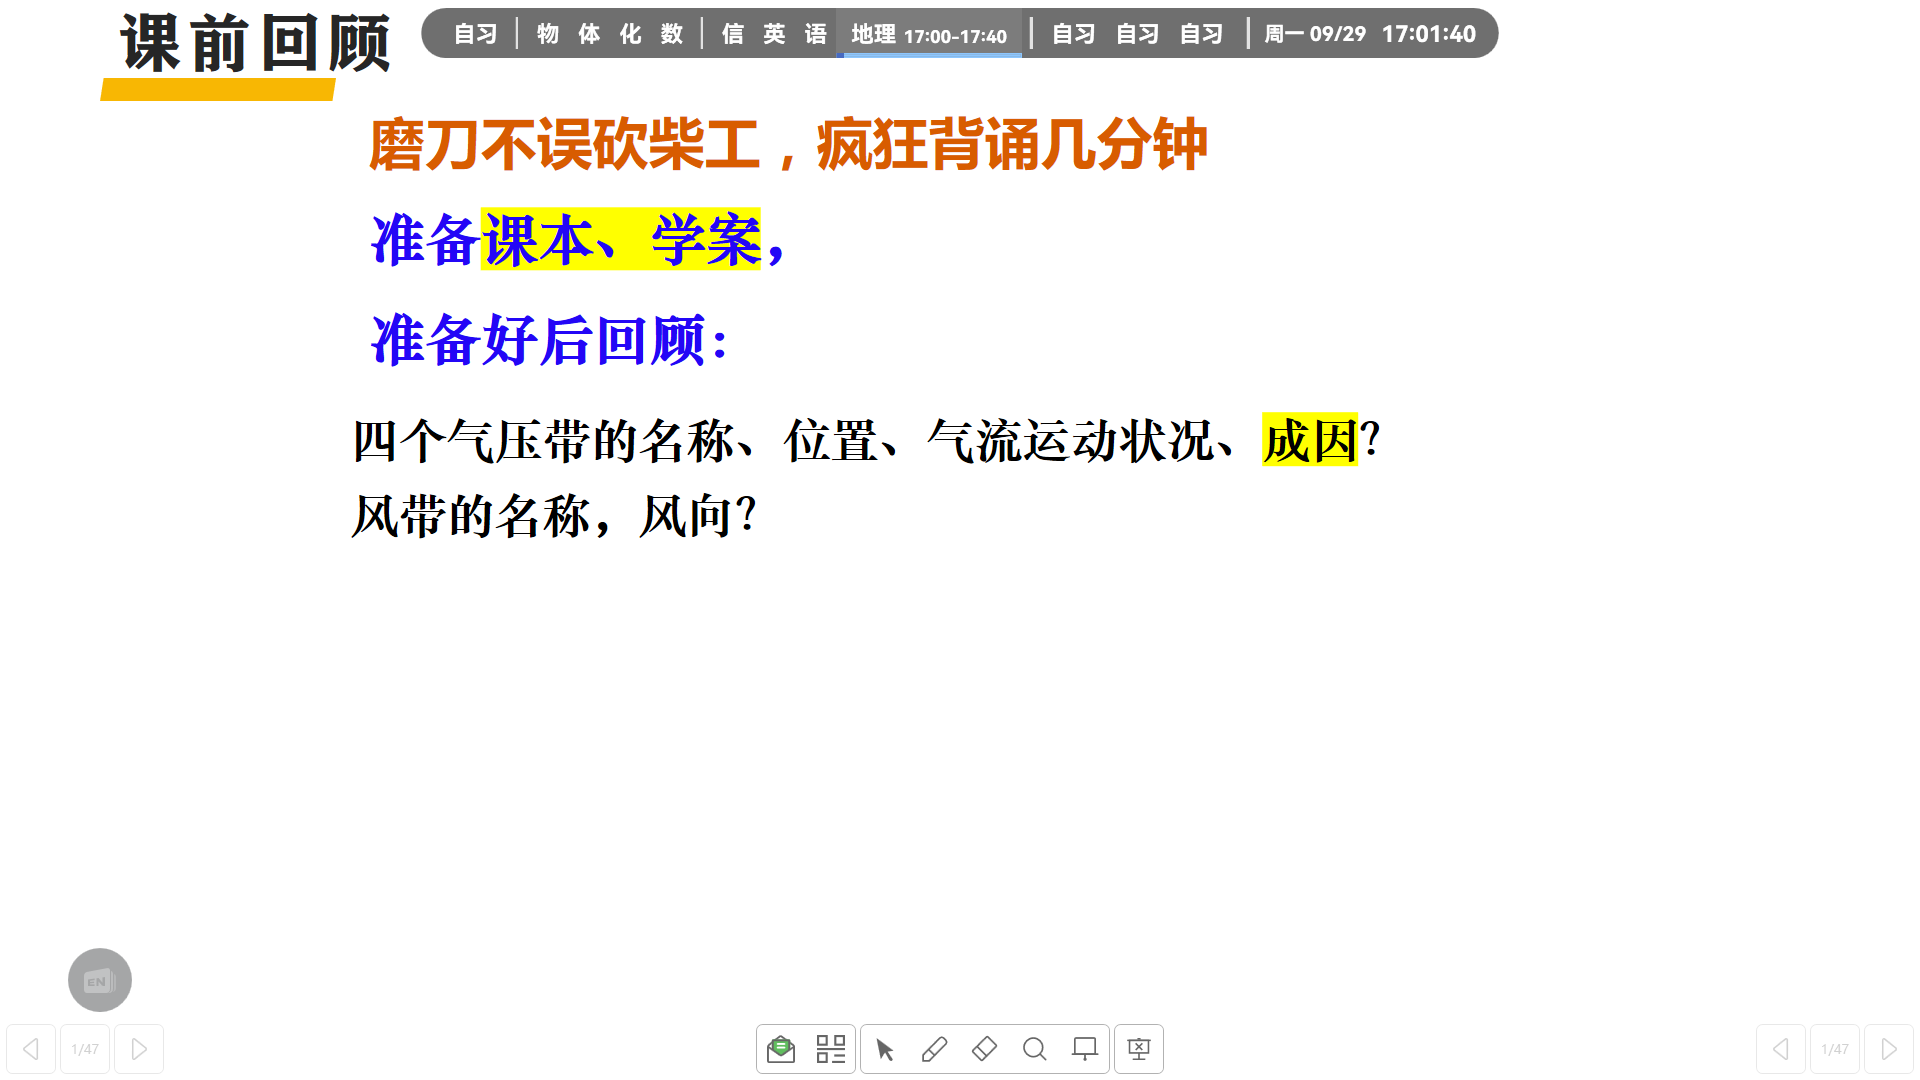 课前回顾
自习 物 体 化 数 信 英 语 地理 17:00-17:40 自习 自习 自习 周一 09/29 17:01:40
磨刀不误砍柴工，疯狂背诵几分钟
准备课本、学案，
准备好后回顾：
四个气压带的名称、位置、气流运动状况、成因？
风带的名称，风向？
EN
1/47
1/47